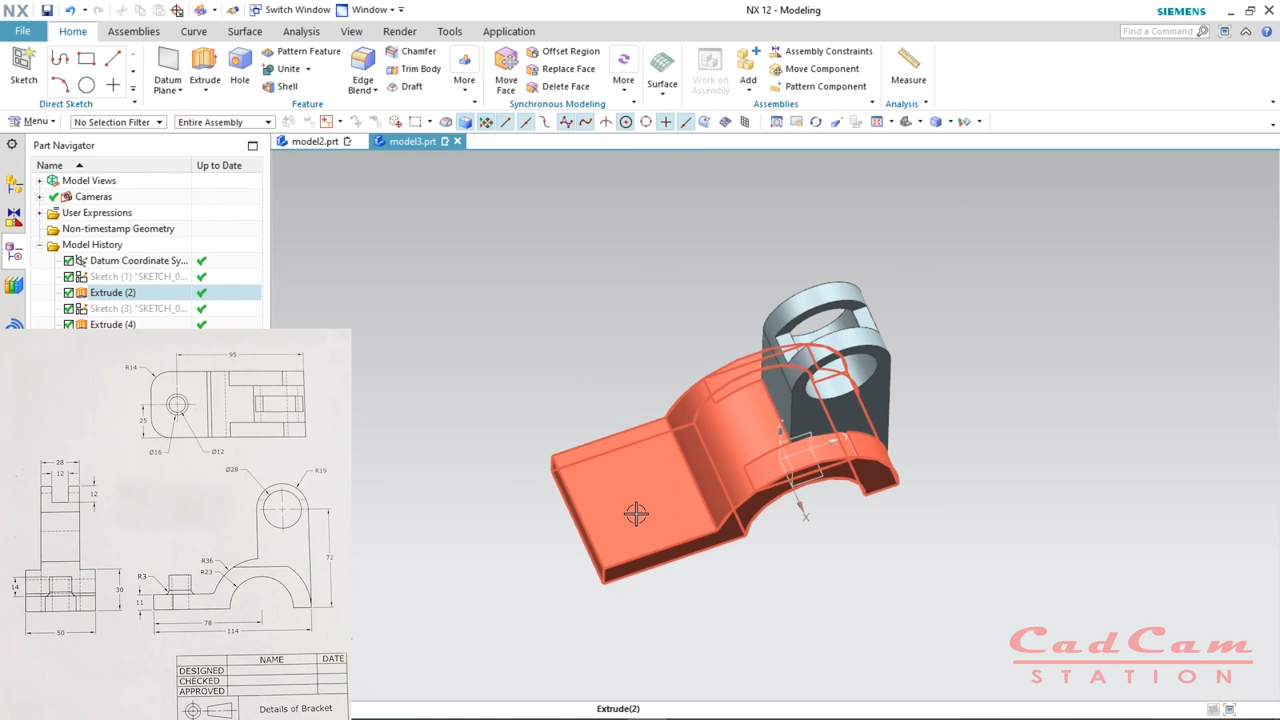 NX
Switch Window
Window
NX 12 - Modeling
SIEMENS
File
Home
Assemblies
Curve
Surface
Analysis
View
Render
Tools
Application
Find a Command
Sketch
Direct Sketch
Datum
Plane
Extrude
Hole
Pattern Feature
Unite
Shell
Edge
Blend
Chamfer
Trim Body
Draft
More
Feature
Move
Face
Offset Region
Replace Face
Delete Face
More
Synchronous Modeling
Surface
Work on
Assembly
Add
Assembly Constraints
Move Component
Pattern Component
Assemblies
Measure
Analysis
Menu
No Selection Filter
Entire Assembly
Part Navigator
model2.prt
model3.prt
Name
Up to Date
Model Views
Cameras
User Expressions
Non-timestamp Geometry
Model History
Datum Coordinate Sy...
Sketch (1) "SKETCH_0...
Extrude (2)
Sketch (3) "SKETCH_0...
Extrude (4)
95
R14
25
Ø16
Ø12
28
12
12
14
30
50
Ø28
R19
72
R36
R23
R3
11
78
114
NAME
DATE
DESIGNED
CHECKED
APPROVED
Details of Bracket
X
CadCam
STATION
Extrude(2)